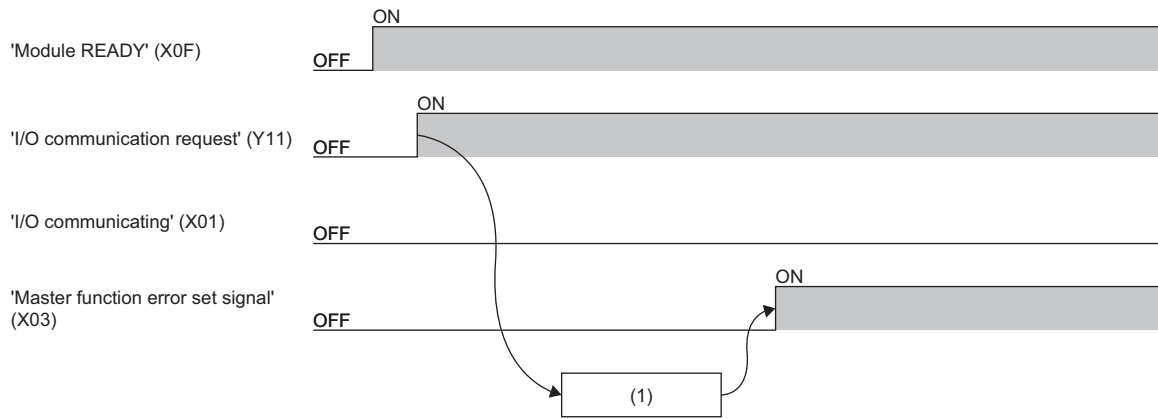 ON
'Module READY' (X0F)
OFF
ON
'I/O communication request' (Y11)
OFF
'I/O communicating' (X01)
OFF
ON
'Master function error set signal'
(X03)
OFF
(1)